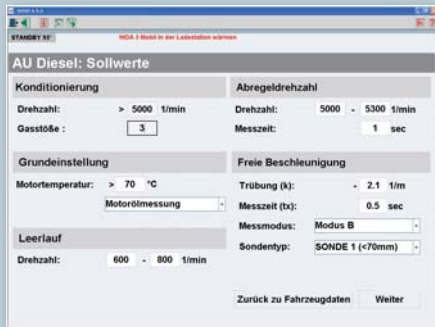 STANDBY 93' WDA 3 Mobil in der Ladestation wärmen
AU Diesel: Sollwerte
Konditionierung
Drehzahl: > 5000 1/min
Gasstöße : 3
Grundeinstellung
Motortemperatur: > 70 °C
Motorölmessung
Leerlauf
Drehzahl: 600 - 800 1/min
Abregeldrehzahl
Drehzahl: 5000 - 5300 1/min
Messzeit: 1 sec
Freie Beschleunigung
Trübung (k): - 2.1 1/m
Messzeit (tx): 0.5 sec
Messmodus: Modus B
Sondentyp: SONDE 1 (<70mm)
Zurück zu Fahrzeugdaten Weiter